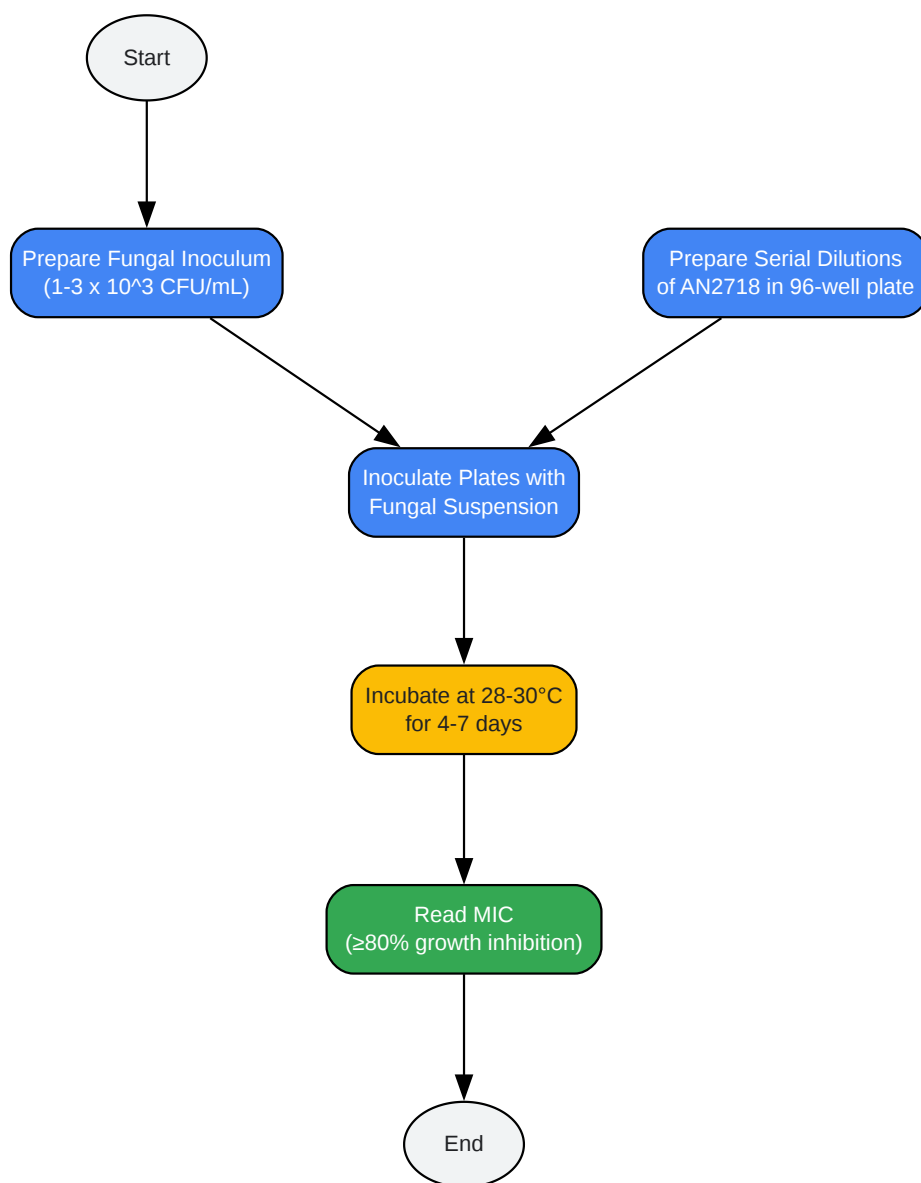 Start
Prepare Fungal Inoculum
(1-3 x 10^3 CFU/mL)
Prepare Serial Dilutions
of AN2718 in 96-well plate
Inoculate Plates with
Fungal Suspension
Incubate at 28-30°C
for 4-7 days
Read MIC
(≥80% growth inhibition)
End